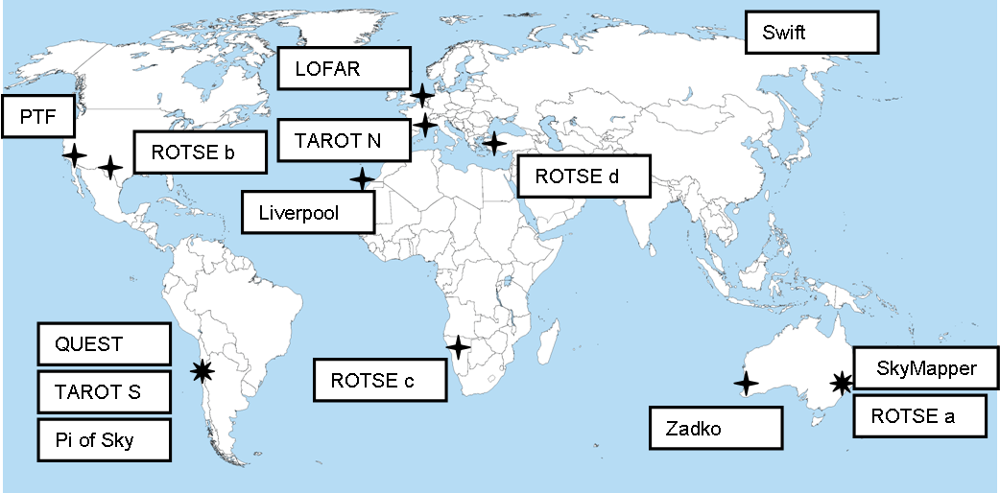 Swift
LOFAR
PTF
TAROT N
ROTSE b
ROTSE d
Liverpool
QUEST
TAROT S
Pi of Sky
ROTSE c
SkyMapper
ROTSE a
Zadko